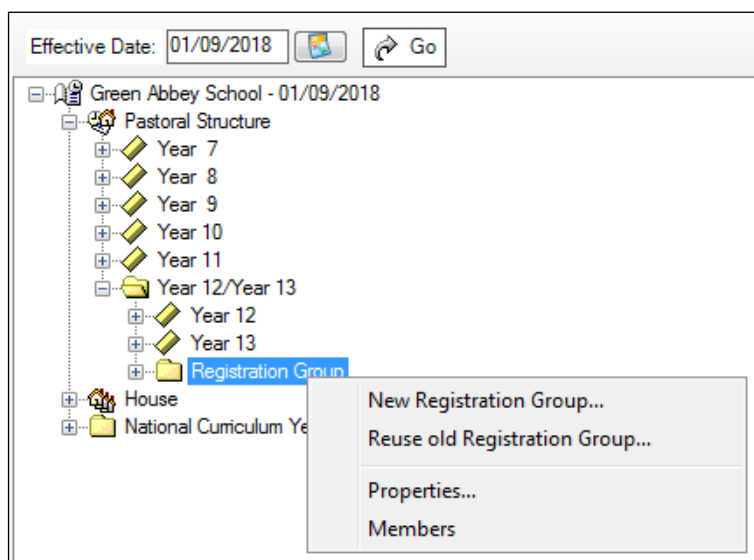 Effective Date: 01/09/2018 Go
Green Abbey School - 01/09/2018
Pastoral Structure
Year 7
Year 8
Year 9
Year 10
Year 11
Year 12/Year 13
Year 12
Year 13
Registration Group
House
National Curriculum Ye
New Registration Group...
Reuse old Registration Group...
Properties...
Members